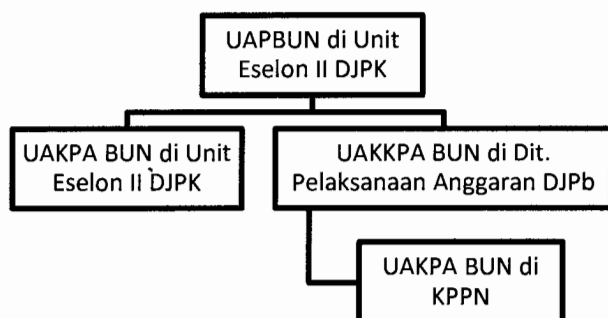 UAPBUN di Unit
Eselon II DJPK
UAKPA BUN di Unit
Eselon II DJPK
UAKKPA BUN di Dit.
Pelaksanaan Anggaran DJPb
UAKPA BUN di
KPPN